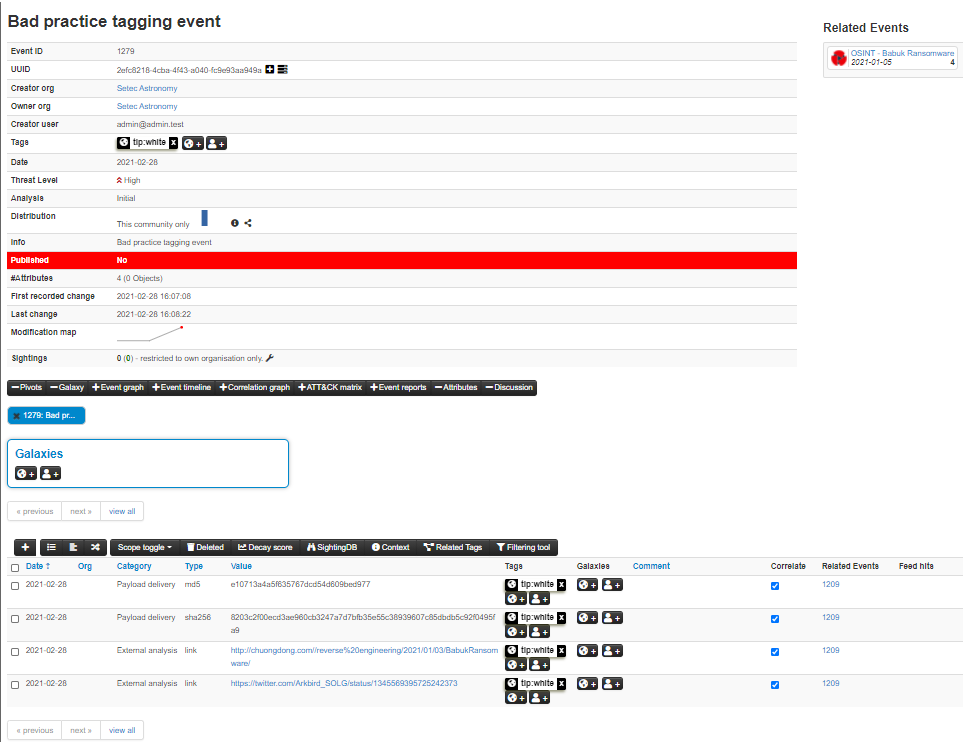 Bad practice tagging event
Related Events
OSINT - Babuk Ransomware
2021-01-05 4
Event ID 1279
UUID 2efc8218-4cba-4f43-a040-fc9e93aa949a
Creator org Setec Astronomy
Owner org Setec Astronomy
Creator user admin@admin.test
Tags tlp:white x + +
Date 2021-02-28
Threat Level High
Analysis Initial
Distribution This community only
Info Bad practice tagging event
Published No
#Attributes 4 (0 Objects)
First recorded change 2021-02-28 16:07:08
Last change 2021-02-28 16:08:22
Modification map
Sightings 0 (0) - restricted to own organisation only.
Pivots Galaxy Event graph Event timeline Correlation graph ATT&CK matrix Event reports Attributes Discussion
1279: Bad pr...
Galaxies
+ +
« previous next » view all
Scope toggle Deleted Decay score SightingDB Context Related Tags Filtering tool
Date ↑ Org Category Type Value Tags Galaxies Comment Correlate Related Events Feed hits
2021-02-28 Payload delivery md5 e10713a4a5f635767dcd54d609bed977 tlp:white x + + 1209
+ +
2021-02-28 Payload delivery sha256 8203c2f00ecd3ae960cb3247a7d7bfb35e55c38939607c85dbdb5c92f0495f tlp:white x + + 1209
a9 + +
2021-02-28 External analysis link http://chuongdong.com//reverse%20engineering/2021/01/03/BabukRansom tlp:white x + + 1209
ware/ + +
2021-02-28 External analysis link https://twitter.com/Arkbird_SOLG/status/1345569395725242373 tlp:white x + + 1209
+ +
« previous next » view all